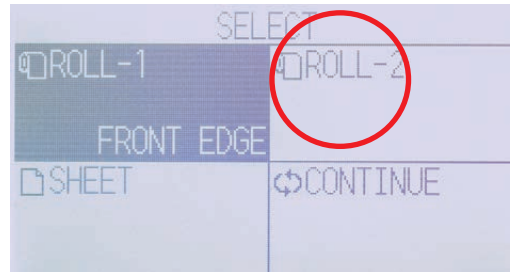 SELECT
ROLL-1
ROLL-2
FRONT EDGE
SHEET
CONTINUE